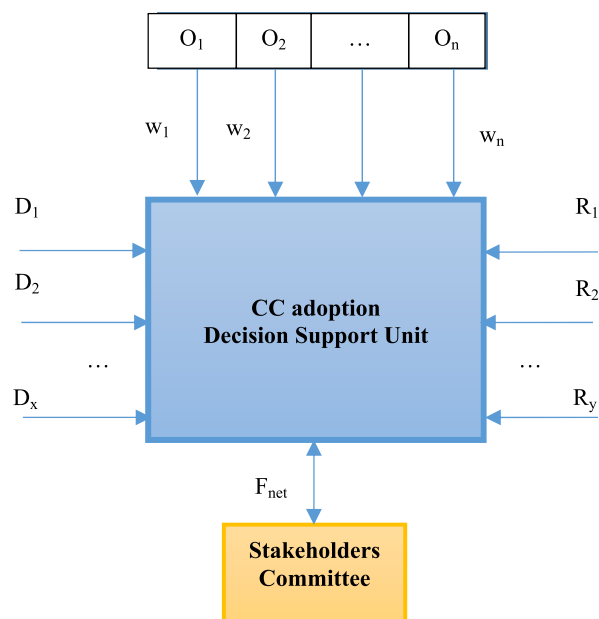 O1 O2 … On
w1 w2 wn
D1 R1
D2 R2
CC adoption
Decision Support Unit
… …
Dx Ry
Fnet
Stakeholders
Committee